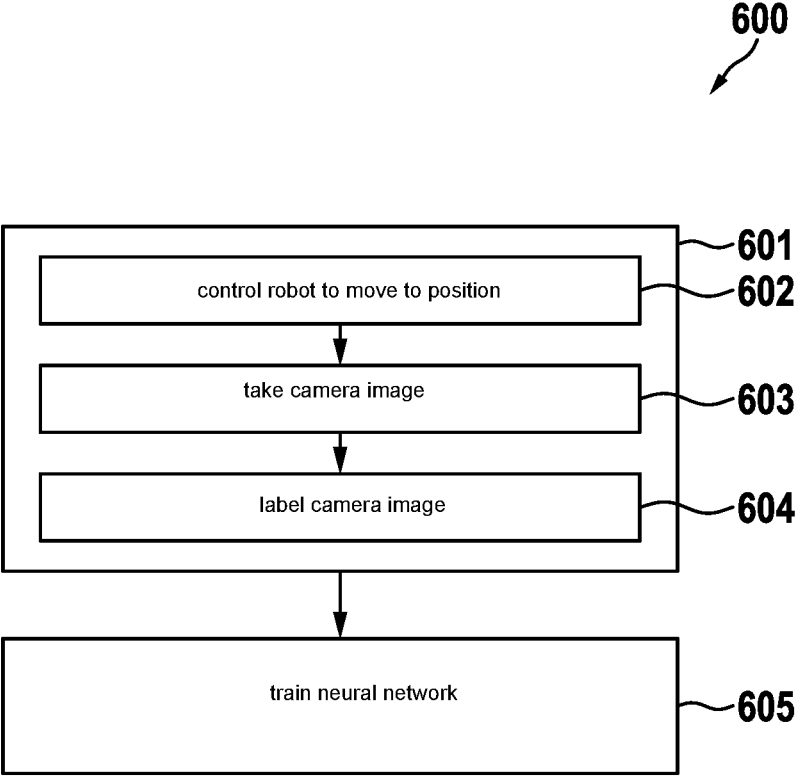 600
601
control robot to move to position
602
take camera image
603
label camera image
604
train neural network
605